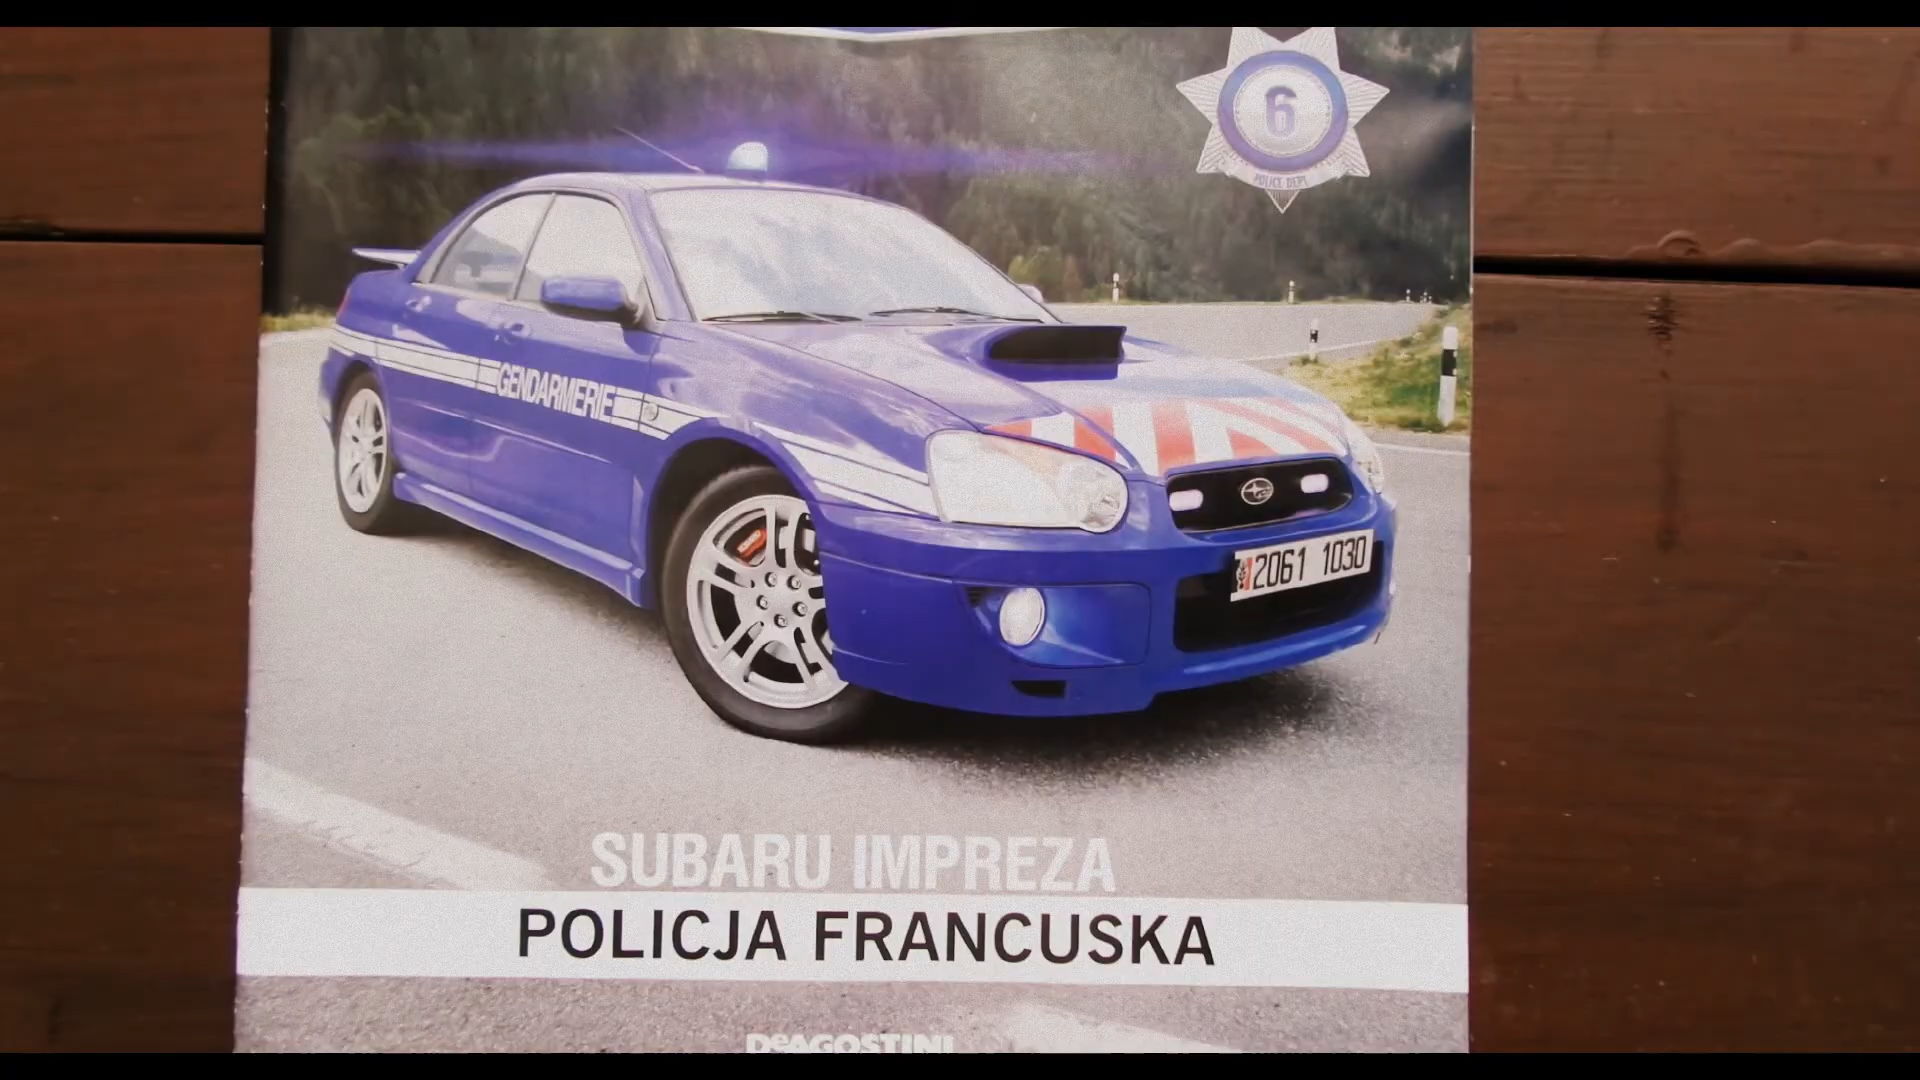 6
POLICE DEPT
GENDARMERIE
2061 1030
SUBARU IMPREZA
POLICJA FRANCUSKA
DeAGOSTINI